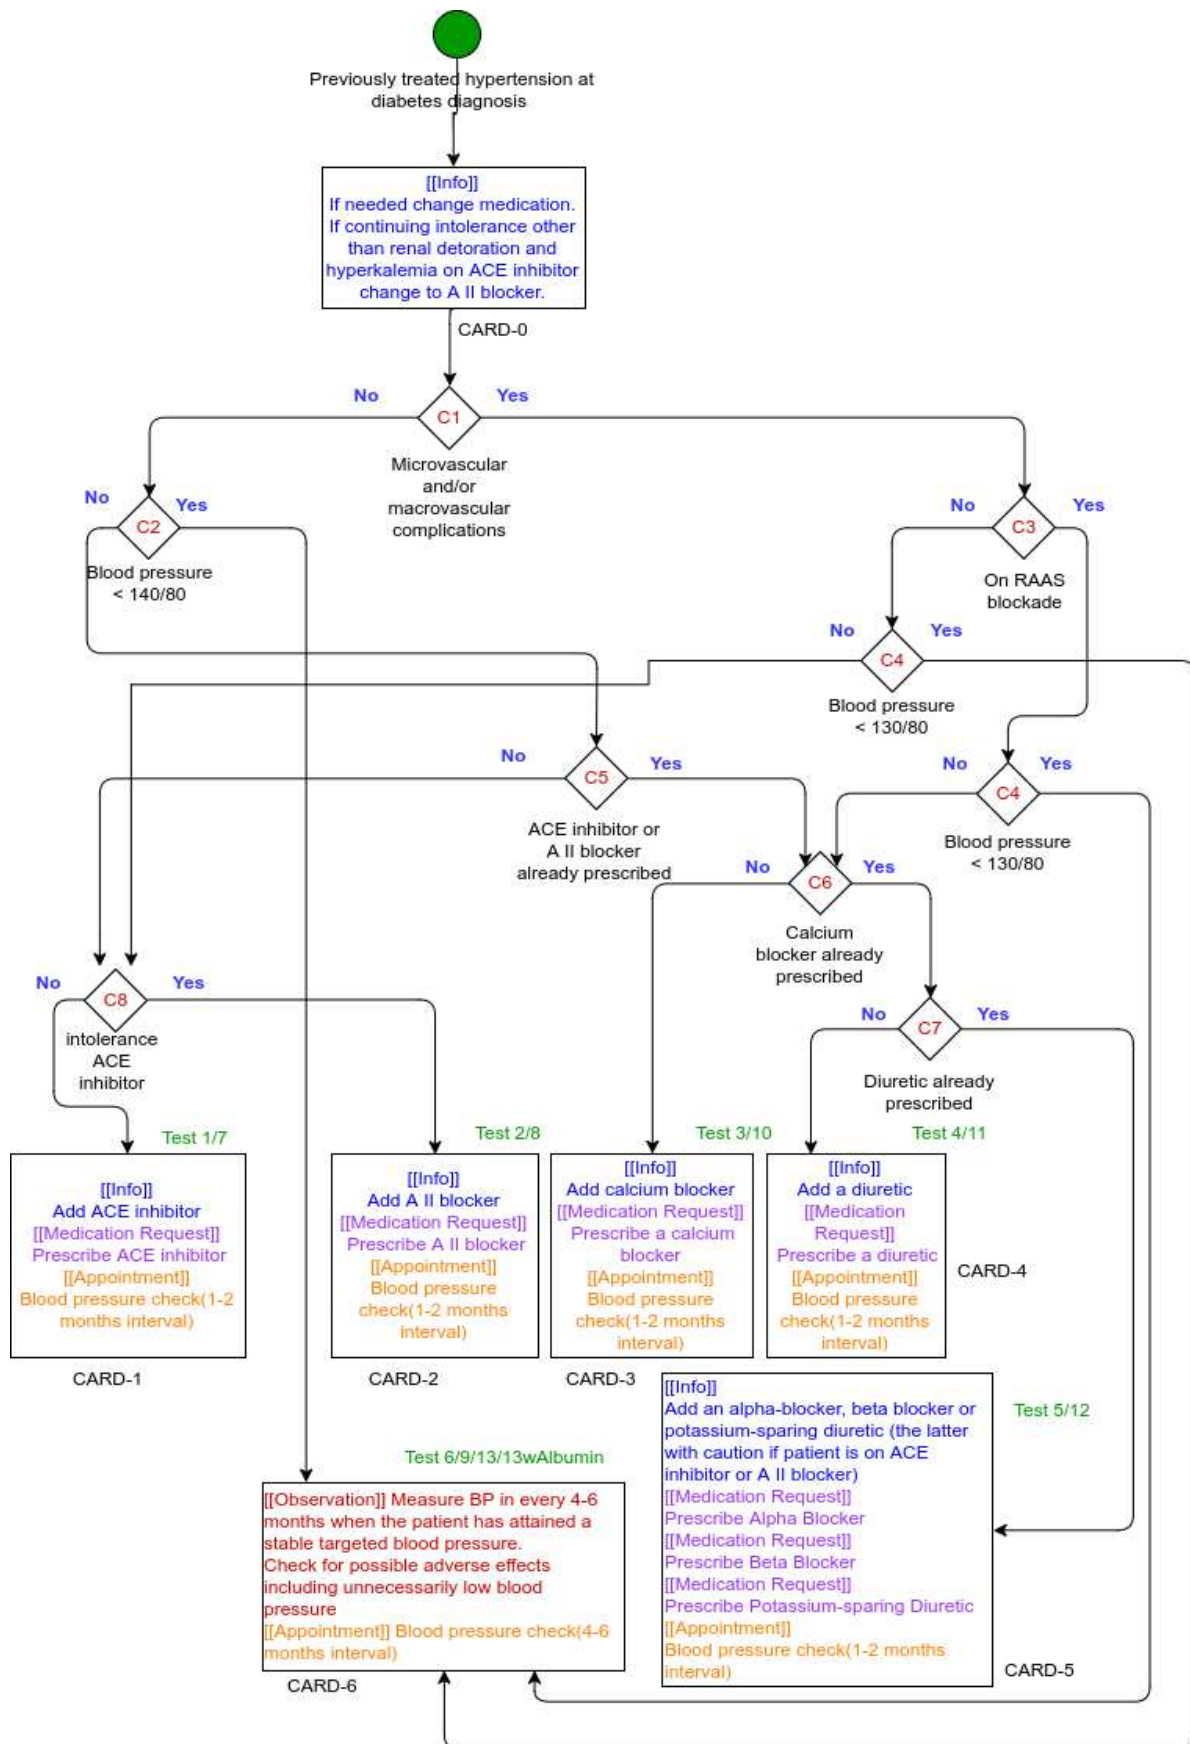 Previously treated hypertension at
diabetes diagnosis
[[Info]]
If needed change medication.
If continuing intolerance other
than renal detoration and
hyperkalemia on ACE inhibitor
change to A II blocker.
CARD-0
No
Yes
C1
Microvascular
and/or
macrovascular
complications
No
Yes
C2
Blood pressure
< 140/80
No
Yes
C3
On RAAS
blockade
No
Yes
C4
Blood pressure
< 130/80
No
Yes
C5
ACE inhibitor or
A II blocker
already prescribed
No
Yes
C4
Blood pressure
< 130/80
No
Yes
C6
Calcium
blocker already
prescribed
No
Yes
C8
intolerance
ACE
inhibitor
No
Yes
C7
Diuretic already
prescribed
Test 1/7
[[Info]]
Add ACE inhibitor
[[Medication Request]]
Prescribe ACE inhibitor
[[Appointment]]
Blood pressure check(1-2
months interval)
CARD-1
Test 2/8
[[Info]]
Add A II blocker
[[Medication Request]]
Prescribe A II blocker
[[Appointment]]
Blood pressure
check(1-2 months
interval)
CARD-2
Test 3/10
[[Info]]
Add calcium blocker
[[Medication Request]]
Prescribe a calcium
blocker
[[Appointment]]
Blood pressure
check(1-2 months
interval)
CARD-3
Test 4/11
[[Info]]
Add a diuretic
[[Medication
Request]]
Prescribe a diuretic
[[Appointment]]
Blood pressure
check(1-2 months
interval)
CARD-4
Test 5/12
[[Info]]
Add an alpha-blocker, beta blocker or
potassium-sparing diuretic (the latter
with caution if patient is on ACE
inhibitor or A II blocker)
[[Medication Request]]
Prescribe Alpha Blocker
[[Medication Request]]
Prescribe Beta Blocker
[[Medication Request]]
Prescribe Potassium-sparing Diuretic
[[Appointment]]
Blood pressure check(1-2 months
interval)
CARD-5
Test 6/9/13/13wAlbumin
[[Observation]] Measure BP in every 4-6
months when the patient has attained a
stable targeted blood pressure.
Check for possible adverse effects
including unnecessarily low blood
pressure
[[Appointment]] Blood pressure check(4-6
months interval)
CARD-6